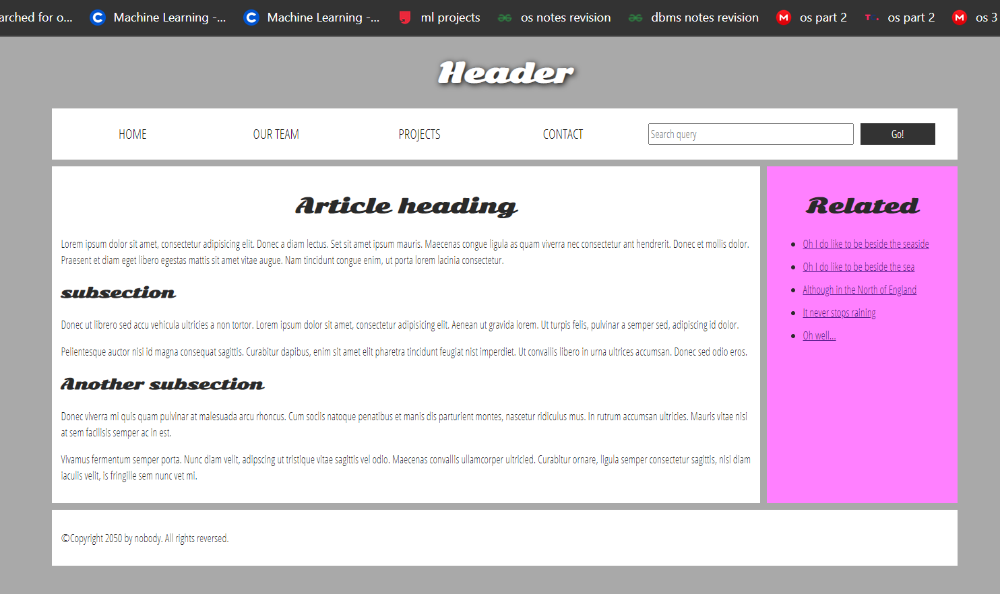 arched for o... Machine Learning -... Machine Learning -... ml projects os notes revision dbms notes revision os part 2 os part 2 os 3
Header
HOME OUR TEAM PROJECTS CONTACT Search query Go!
Article heading
Lorem ipsum dolor sit amet, consectetur adipisicing elit. Donec a diam lectus. Set sit amet ipsum mauris. Maecenas congue ligula as quam viverra nec consectetur ant hendrerit. Donec et mollis dolor.
Praesent et diam eget libero egestas mattis sit amet vitae augue. Nam tincidunt congue enim, ut porta lorem lacinia consectetur.
subsection
Donec ut librero sed accu vehicula ultricies a non tortor. Lorem ipsum dolor sit amet, consectetur adipisicing elit. Aenean ut gravida lorem. Ut turpis felis, pulvinar a semper sed, adipiscing id dolor.
Pelientesque auctor nisi id magna consequat sagittis. Curabitur dapibus, enim sit amet elit pharetra tincidunt feugiat nist imperdiet. Ut convallis libero in urna ultrices accumsan. Donec sed odio eros.
Another subsection
Donec viverra mi quis quam pulvinar at malesuada arcu rhoncus. Cum soclis natoque penatibus et manis dis parturient montes, nascetur ridiculus mus. In rutrum accumsan ultricies. Mauris vitae nisi
at sem facilisis semper ac in est.
Vivamus fermentum semper porta. Nunc diam velit, adipscing ut tristique vitae sagittis vel odio. Maecenas convallis ullamcorper ultricied. Curabitur ornare, ligula semper consectetur sagittis, nisi diam
iaculis velit, is fringille sem nunc vet mi.
Related
Oh I do like to be beside the seaside
Oh I do like to be beside the sea
Although in the North of England
It never stops raining
Oh well...
©Copyright 2050 by nobody. All rights reversed.